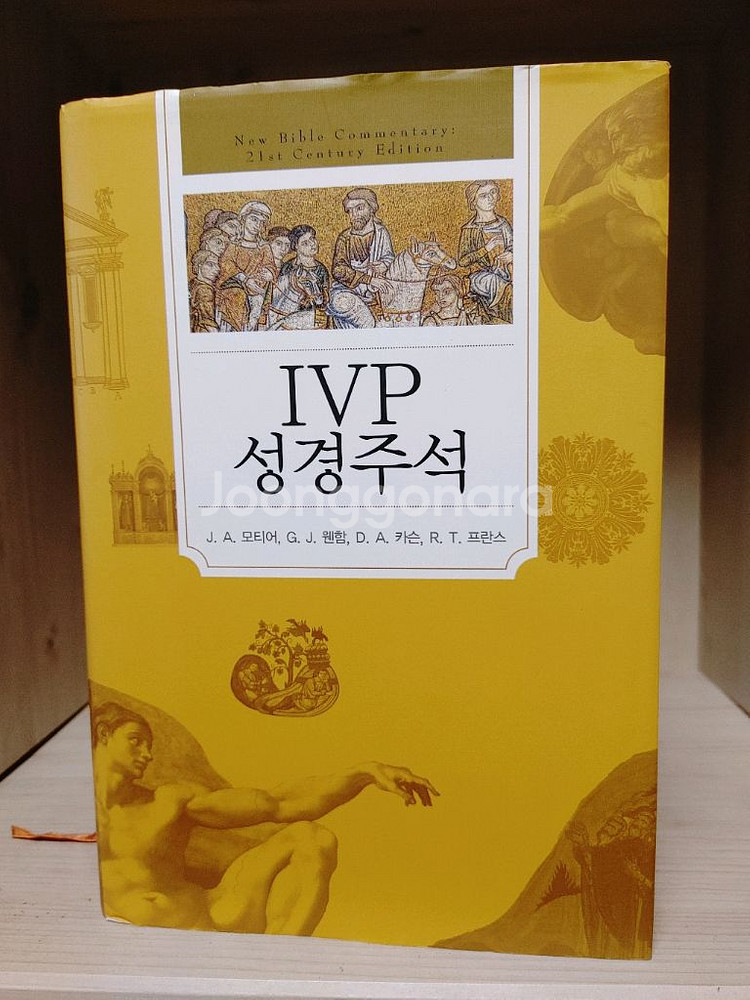 New Bible Commentary:
21st Century Edition
IVP
성경주석
Joonggonara
J. A. 모티어, G. J. 웬함, D. A. 카슨, R. T. 프란스